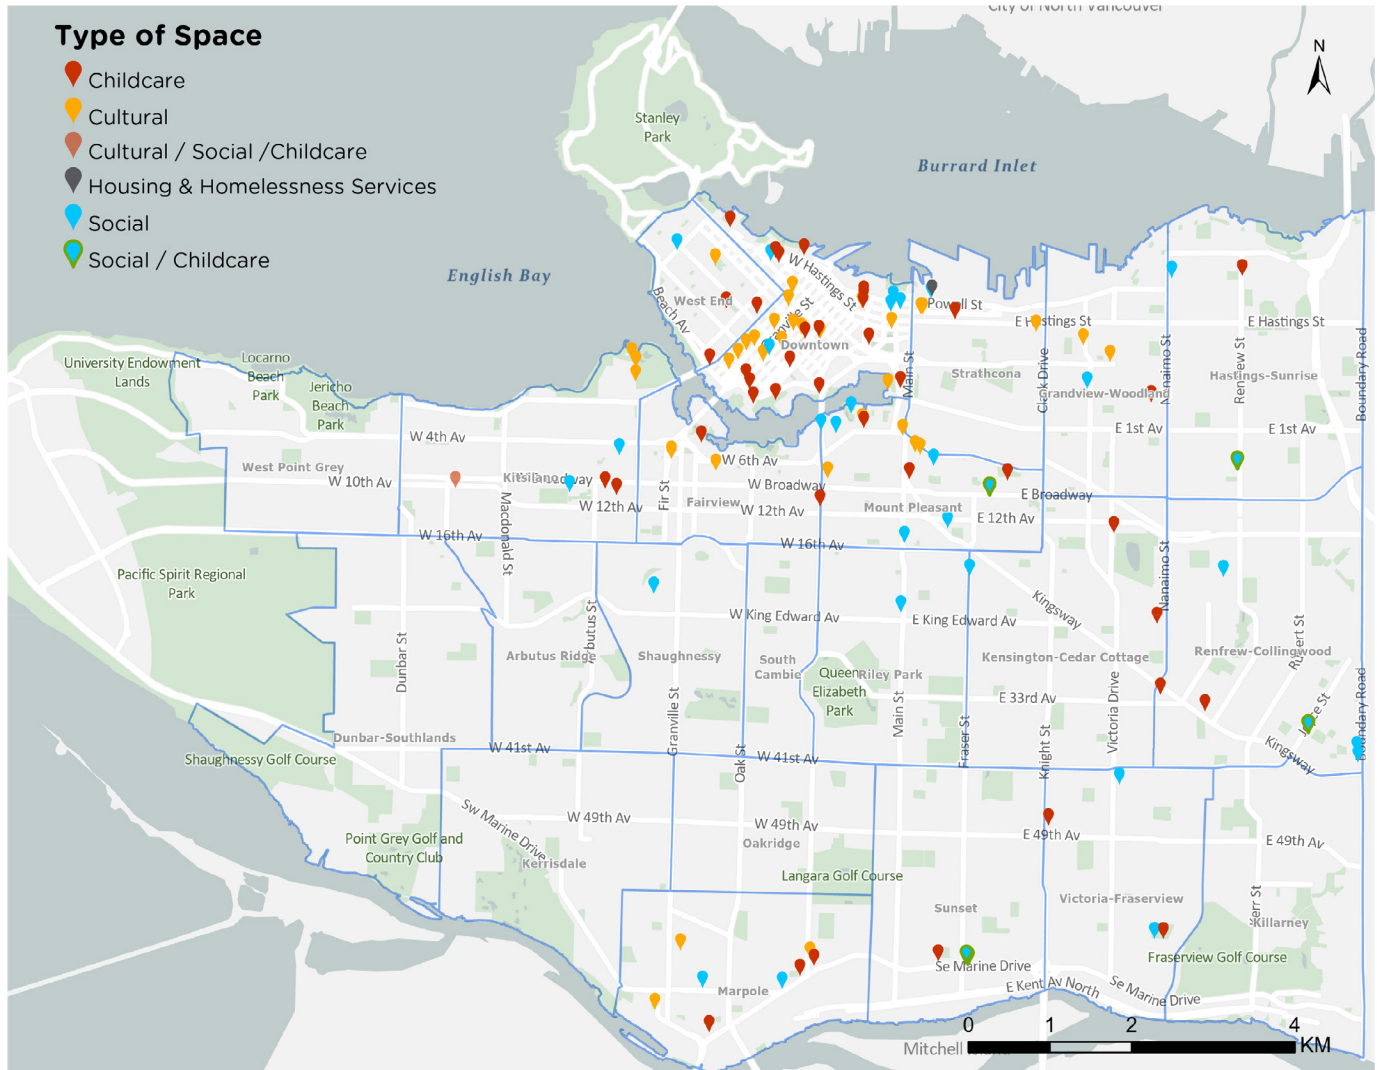 City of North Vancouver
Type of Space
Childcare
Cultural
Cultural / Social /Childcare
Housing & Homelessness Services
Social
Social / Childcare
N
Stanley
Park
Burrard Inlet
English Bay
W Hastings St
West End
Beach Av
Powell St
E Hastings St
E Hastings St
Downtown
Main St
Strathcona
Clark Drive
Nanaimo St
Renfrew St
Boundary Road
Hastings-Sunrise
Grandview-Woodland
University Endowment
Lands
Locarno
Beach
Park
Jericho
Beach
Park
W 4th Av
E 1st Av
E 1st Av
West Point Grey
W 10th Av
W 6th Av
W Broadway
E Broadway
Macdonald St
Fir St
Fairview
W 12th Av
W 12th Av
Mount Pleasant
E 12th Av
W 16th Av
W 16th Av
Nanaimo St
Pacific Spirit Regional
Park
Kingsway
W King Edward Av
E King Edward Av
Dunbar St
Arbutus St
Arbutus Ridge
Shaughnessy
South
Cambie
Queen
Elizabeth
Park
Riley Park
Kensington-Cedar Cottage
Renfrew-Collingwood
Rupert St
E 33rd Av
Granville St
Main St
Fraser St
Knight St
Victoria Drive
Boundary Road
Dunbar-Southlands
Shaughnessy Golf Course
W 41st Av
Oak St
W 41st Av
Kingsway
Sw Marine Drive
W 49th Av
W 49th Av
E 49th Av
E 49th Av
Point Grey Golf and
Country Club
Kerrisdale
Oakridge
Langara Golf Course
Sunset
Victoria-Fraserview
Kerr St
Killarney
Fraserview Golf Course
Se Marine Drive
Marpole
E Kent Av North
Se Marine Drive
0 1 2 4
KM
Mitchell